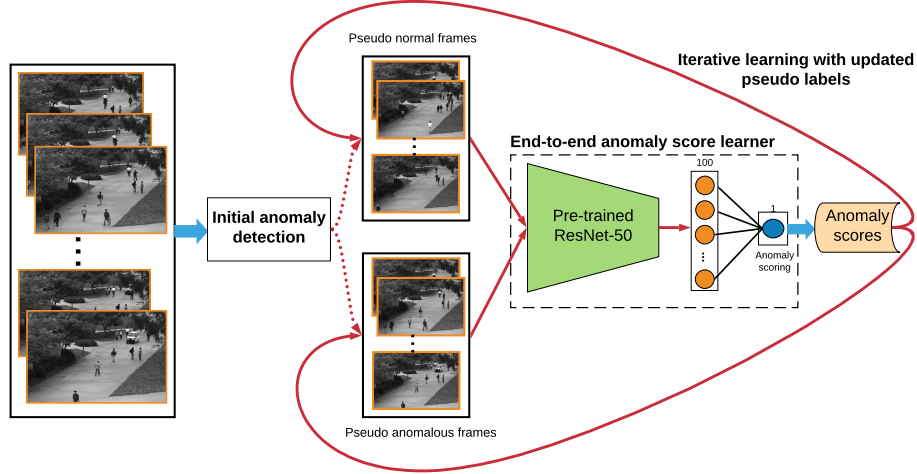 Pseudo normal frames
Iterative learning with updated
pseudo labels
End-to-end anomaly score learner
100
Initial anomaly
detection
Pre-trained
ResNet-50
1
Anomaly
scoring
Anomaly
scores
Pseudo anomalous frames